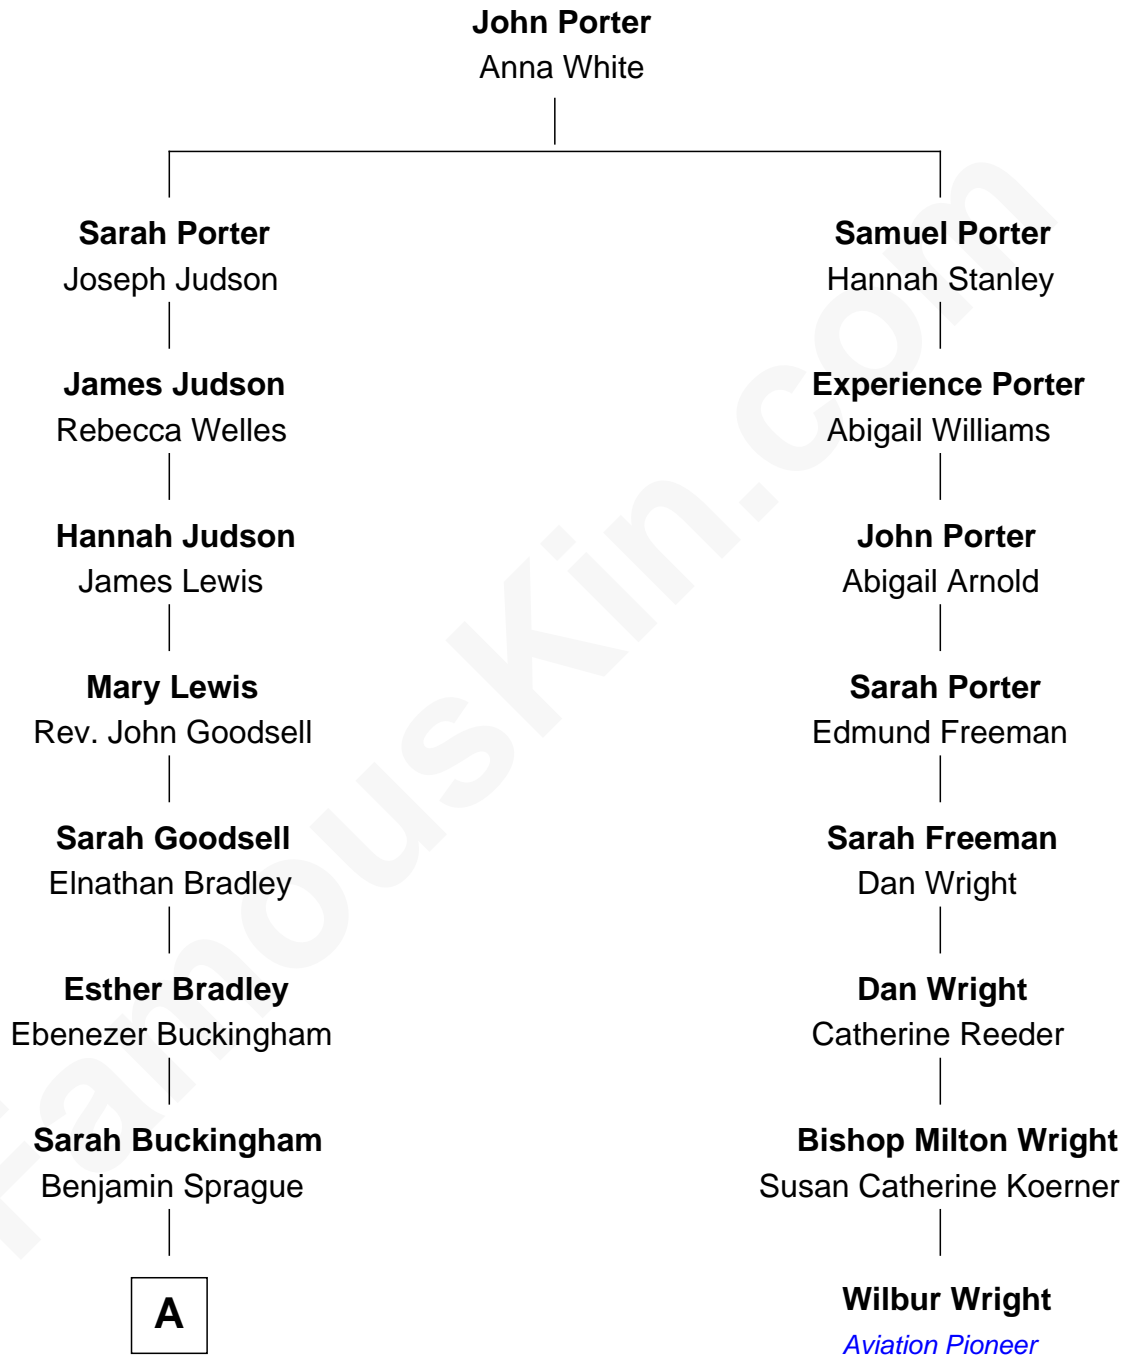 John Porter
Anna White
Sarah Porter
Joseph Judson
Samuel Porter
Hannah Stanley
James Judson
Rebecca Welles
Experience Porter
Abigail Williams
Hannah Judson
James Lewis
John Porter
Abigail Arnold
Mary Lewis
Rev. John Goodsell
Sarah Porter
Edmund Freeman
Sarah Goodsell
Elnathan Bradley
Sarah Freeman
Dan Wright
Esther Bradley
Ebenezer Buckingham
Dan Wright
Catherine Reeder
Sarah Buckingham
Benjamin Sprague
Bishop Milton Wright
Susan Catherine Koerner
A
Wilbur Wright
Aviation Pioneer
FamousKin.com